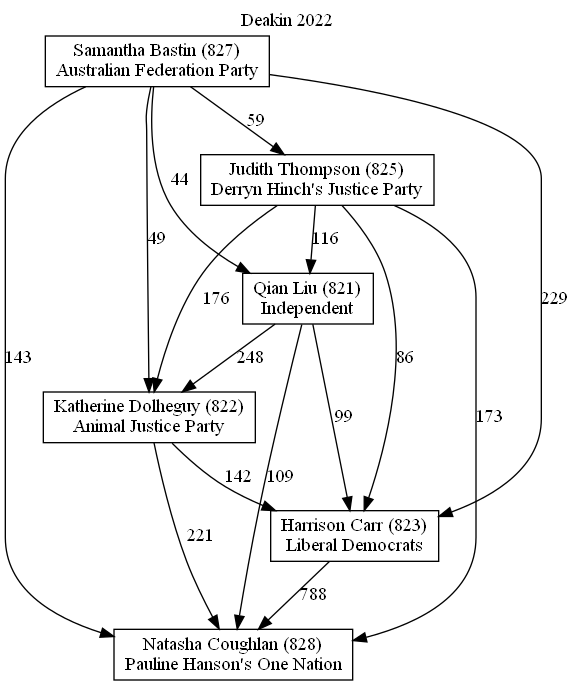 Deakin 2022
Samantha Bastin (827)
Australian Federation Party
59
Judith Thompson (825)
Derryn Hinch's Justice Party
44
49
116
176
Qian Liu (821)
Independent
229
143
248
86
99
173
Katherine Dolheguy (822)
Animal Justice Party
142
109
221
Harrison Carr (823)
Liberal Democrats
788
Natasha Coughlan (828)
Pauline Hanson's One Nation